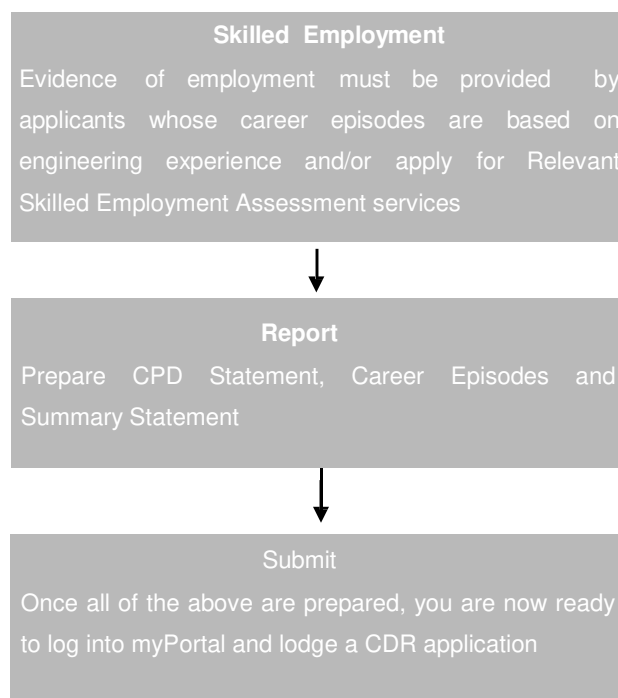 Skilled Employment
Evidence of employment must be provided by
applicants whose career episodes are based on
engineering experience and/or apply for Relevant
Skilled Employment Assessment services
Report
Prepare CPD Statement, Career Episodes and
Summary Statement
Submit
Once all of the above are prepared, you are now ready
to log into myPortal and lodge a CDR application